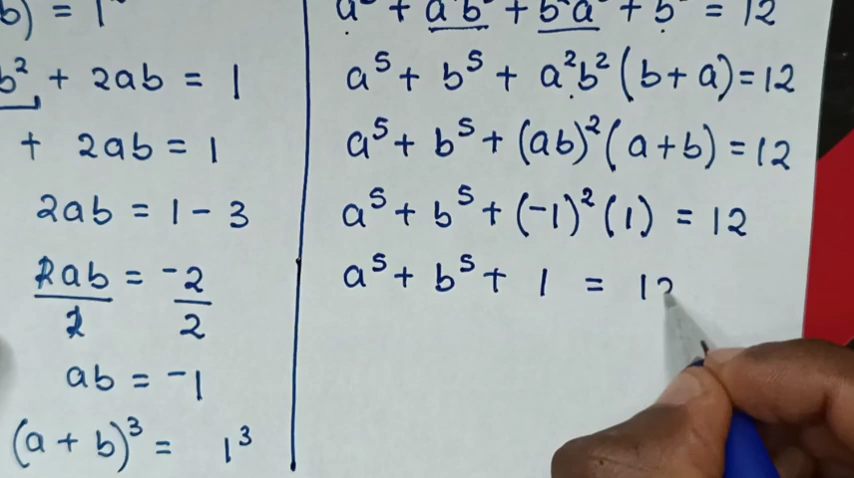 b) = 1
b² + 2ab = 1
+ 2ab = 1
2ab = 1 - 3
2ab/2 = -2/2
ab = -1
(a + b)³ = 1³
a + a b + b a + b = 12
a⁵ + b⁵ + a²b²(b + a) = 12
a⁵ + b⁵ + (ab)²(a + b) = 12
a⁵ + b⁵ + (-1)²(1) = 12
a⁵ + b⁵ + 1 = 12